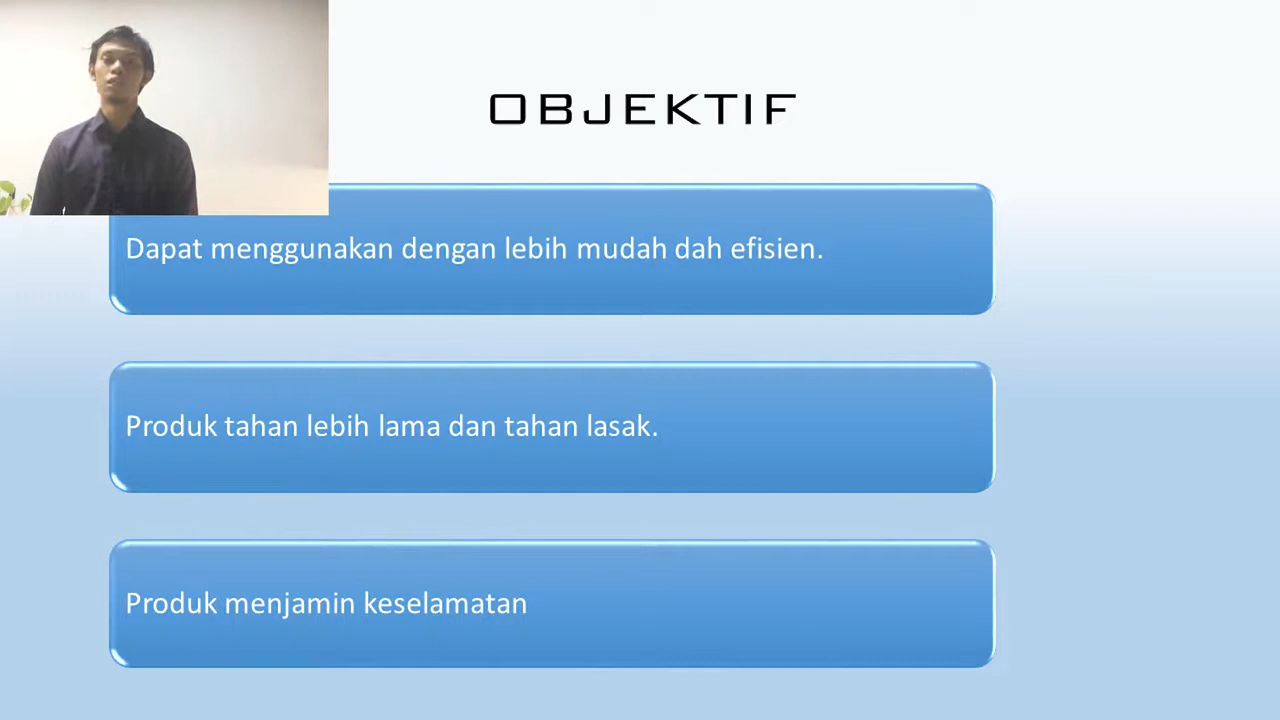 OBJEKTIF
Dapat menggunakan dengan lebih mudah dah efisien.
Produk tahan lebih lama dan tahan lasak.
Produk menjamin keselamatan